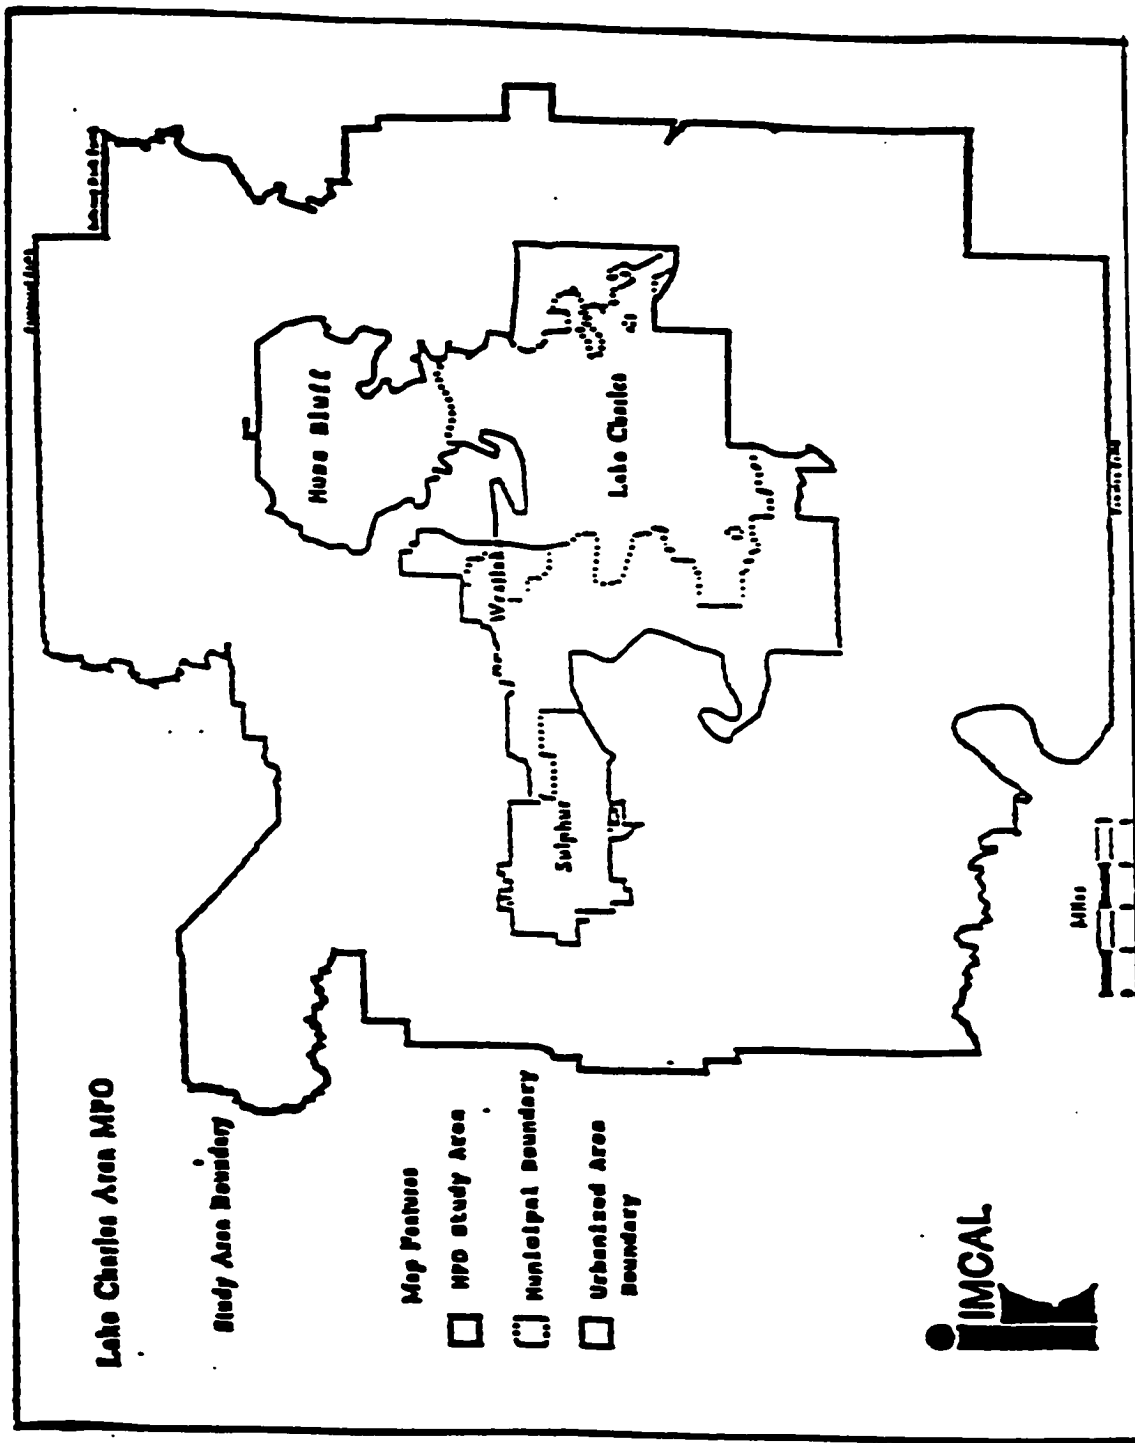 Lake Charles Area MPO
Study Area Boundary
Map Features
MPO Study Area
Municipal Boundary
Urbanized Area
Boundary
Moss Bluff
Westlake
Lake Charles
Sulphur
Miles
IMCAL